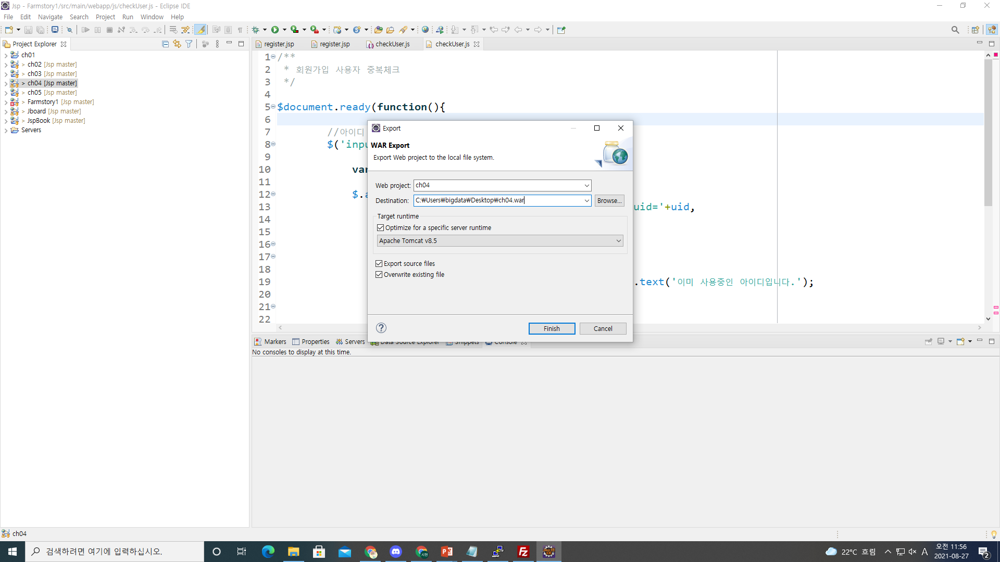 Jsp - Farmstory1/src/main/webapp/js/checkUser.js - Eclipse IDE
File Edit Navigate Search Project Run Window Help
Project Explorer
ch01
> ch02 [Jsp master]
> ch03 [Jsp master]
> ch04 [Jsp master]
> ch05 [Jsp master]
> Farmstory1 [Jsp master]
> Jboard [Jsp master]
> JspBook [Jsp master]
Servers
register.jsp register.jsp checkUser.js checkUser.js
1 /**
2 * 회원가입 사용자 중복체크
3 */
4
5 $document.ready(function(){
6
7 //아이디
8 $('inpu
9
10 var
11
12 $.a
13 uid='+uid,
14
15
16
17
18
19 .text('이미 사용중인 아이디입니다.');
20
21
22
Export
WAR Export
Export Web project to the local file system.
Web project: ch04
Destination: C:₩Users₩bigdata₩Desktop₩ch04.war Browse...
Target runtime
Optimize for a specific server runtime
Apache Tomcat v8.5
Export source files
Overwrite existing file
Finish Cancel
Markers Properties Servers Data Source Explorer Snippets Console
No consoles to display at this time.
ch04
검색하려면 여기에 입력하십시오.
22°C 흐림 A 오전 11:56
2021-08-27
2